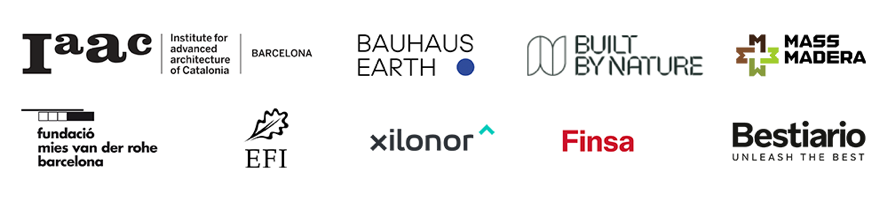 Iaac
Institute for
advanced
architecture
of Catalonia
BARCELONA
BAUHAUS
EARTH
BUILT
BY NATURE
MASS
MADERA
fundació
mies van der rohe
barcelona
EFI
xilonor
Finsa
Bestiario
UNLEASH THE BEST